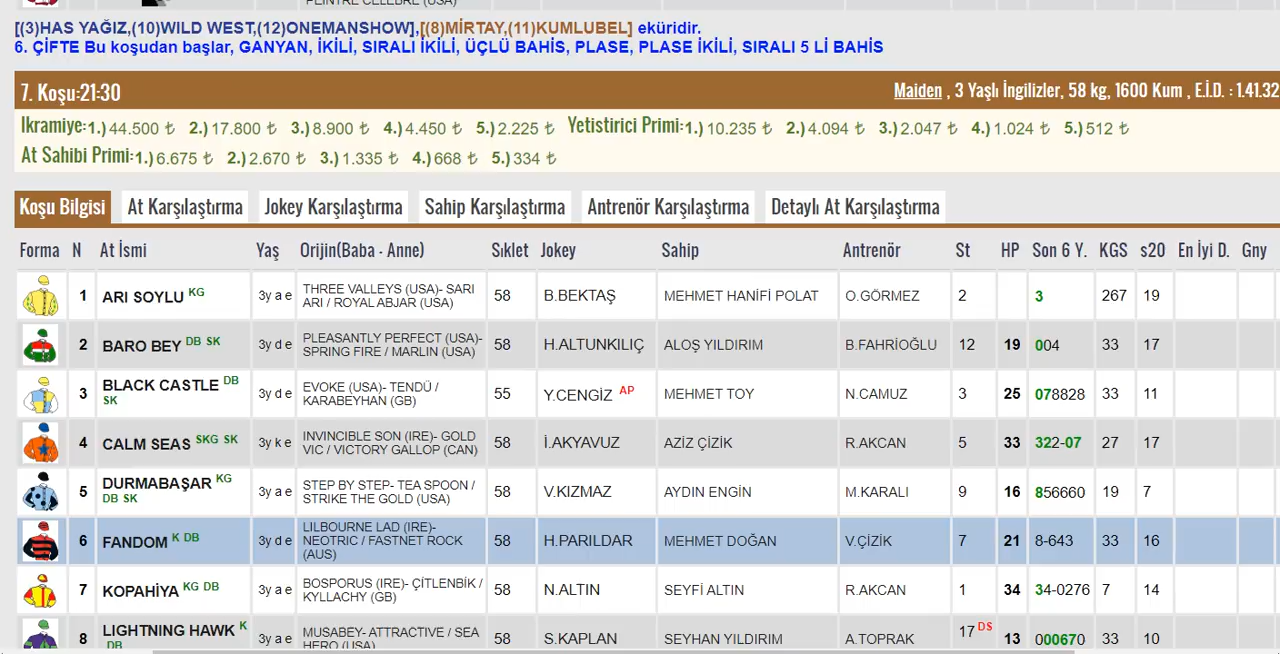 [(3)HAS YAĞIZ,(10)WILD WEST,(12)ONEMANSHOW],[(8)MİRTAY,(11)KUMLUBEL] eküridir.
6. ÇİFTE Bu koşudan başlar, GANYAN, İKİLİ, SIRALI İKİLİ, ÜÇLÜ BAHİS, PLASE, PLASE İKİLİ, SIRALI 5 Lİ BAHİS
7. Koşu:21:30 Maiden , 3 Yaşlı İngilizler, 58 kg, 1600 Kum , E.İ.D. : 1.41.32
Ikramiye:1.) 44.500 ₺ 2.) 17.800 ₺ 3.) 8.900 ₺ 4.) 4.450 ₺ 5.) 2.225 ₺ Yetistirici Primi:1.) 10.235 ₺ 2.) 4.094 ₺ 3.) 2.047 ₺ 4.) 1.024 ₺ 5.) 512 ₺
At Sahibi Primi:1.) 6.675 ₺ 2.) 2.670 ₺ 3.) 1.335 ₺ 4.) 668 ₺ 5.) 334 ₺
Koşu Bilgisi At Karşılaştırma Jokey Karşılaştırma Sahip Karşılaştırma Antrenör Karşılaştırma Detaylı At Karşılaştırma
Forma N At İsmi Yaş Orijin(Baba - Anne) Sıklet Jokey Sahip Antrenör St HP Son 6 Y. KGS s20 En İyi D. Gny
1 ARI SOYLU KG 3y a e THREE VALLEYS (USA)- SARI
ARI / ROYAL ABJAR (USA) 58 B.BEKTAŞ MEHMET HANİFİ POLAT O.GÖRMEZ 2 3 267 19
2 BARO BEY DB SK 3y d e PLEASANTLY PERFECT (USA)-
SPRING FIRE / MARLIN (USA) 58 H.ALTUNKILIÇ ALOŞ YILDIRIM B.FAHRİOĞLU 12 19 004 33 17
3 BLACK CASTLE DB
SK 3y d e EVOKE (USA)- TENDÜ /
KARABEYHAN (GB) 55 Y.CENGİZ AP MEHMET TOY N.CAMUZ 3 25 078828 33 11
4 CALM SEAS SKG SK 3y k e INVINCIBLE SON (IRE)- GOLD
VIC / VICTORY GALLOP (CAN) 58 İ.AKYAVUZ AZİZ ÇİZİK R.AKCAN 5 33 322-07 27 17
5 DURMABAŞAR KG
DB SK 3y a e STEP BY STEP- TEA SPOON /
STRIKE THE GOLD (USA) 58 V.KIZMAZ AYDIN ENGİN M.KARALI 9 16 856660 19 7
6 FANDOM K DB 3y d e LILBOURNE LAD (IRE)-
NEOTRIC / FASTNET ROCK
(AUS) 58 H.PARILDAR MEHMET DOĞAN V.ÇİZİK 7 21 8-643 33 16
7 KOPAHİYA KG DB 3y a e BOSPORUS (IRE)- ÇİTLENBİK /
KYLLACHY (GB) 58 N.ALTIN SEYFİ ALTIN R.AKCAN 1 34 34-0276 7 14
8 LIGHTNING HAWK K
DB 3y a e MUSABEY- ATTRACTIVE / SEA
HERO (USA) 58 S.KAPLAN SEYHAN YILDIRIM A.TOPRAK 17 DS 13 000670 33 10